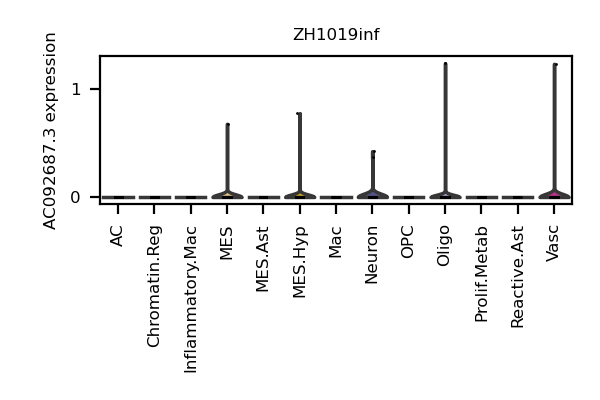 ZH1019inf
AC092687.3 expression
1
0
AC
Chromatin.Reg
Inflammatory.Mac
MES
MES.Ast
MES.Hyp
Mac
Neuron
OPC
Oligo
Prolif.Metab
Reactive.Ast
Vasc